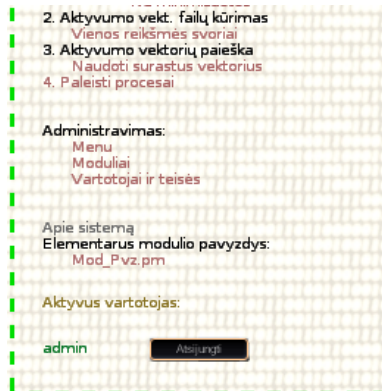 2. Aktyvumo vekt. failų kūrimas
Vienos reikšmės svoriai
3. Aktyvumo vektorių paieška
Naudoti surastus vektorius
4. Paleisti procesai
Administravimas:
Menu
Moduliai
Vartotojai ir teisės
Apie sistemą
Elementarus modulio pavyzdys:
Mod_Pvz.pm
Aktyvus vartotojas:
admin Atsijungti